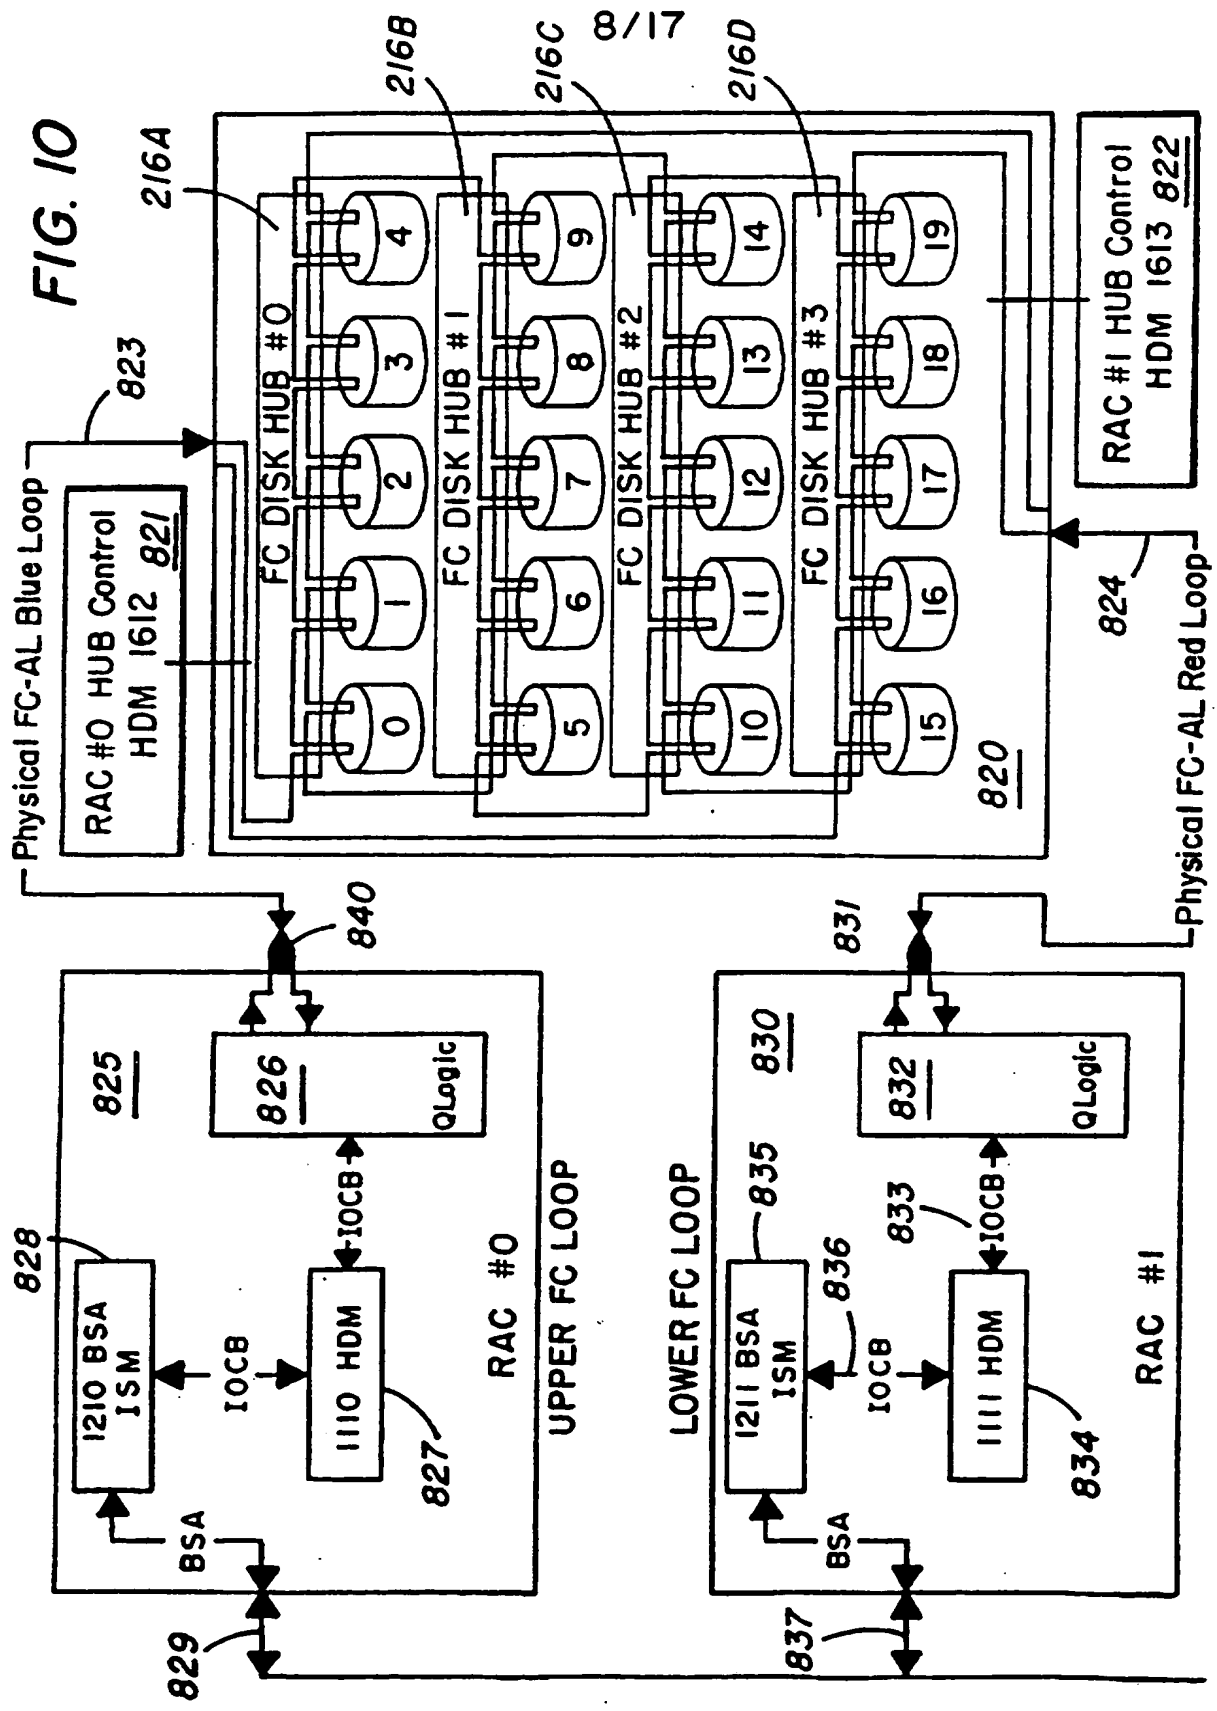 8/17
FIG. 10
Physical FC-AL Blue Loop
823
RAC #0 HUB Control
HDM 1612 821
216A
216B
216C
216D
FC DISK HUB #0
0 1 2 3 4
FC DISK HUB #1
5 6 7 8 9
FC DISK HUB #2
10 11 12 13 14
FC DISK HUB #3
15 16 17 18 19
820
824
RAC #1 HUB Control
HDM 1613 822
Physical FC-AL Red Loop
828
825
840
1210 BSA
ISM
826
QLogic
IOCB
IOCB
1110 HDM
827
BSA
829
RAC #0
UPPER FC LOOP
LOWER FC LOOP
835
830
831
1211 BSA
ISM
836
832
QLogic
833
IOCB
IOCB
1111 HDM
834
BSA
837
RAC #1